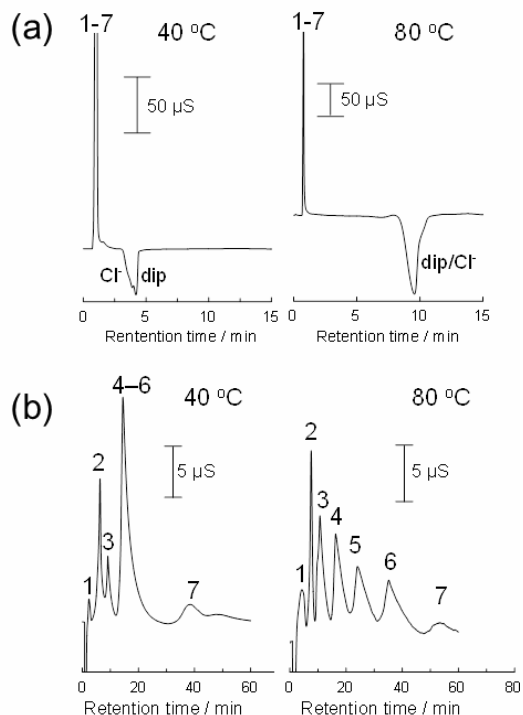 (a)
1-7
40 °C
50 µS
Cl-
dip
0 5 10 15
Rentention time / min
1-7
80 °C
50 µS
dip/Cl-
0 5 10 15
Rentention time / min
(b)
4–6
40 °C
2
3
1
7
5 µS
0 20 40 60
Retention time / min
80 °C
2
3
4
5
6
1
7
5 µS
0 20 40 60 80
Retention time / min